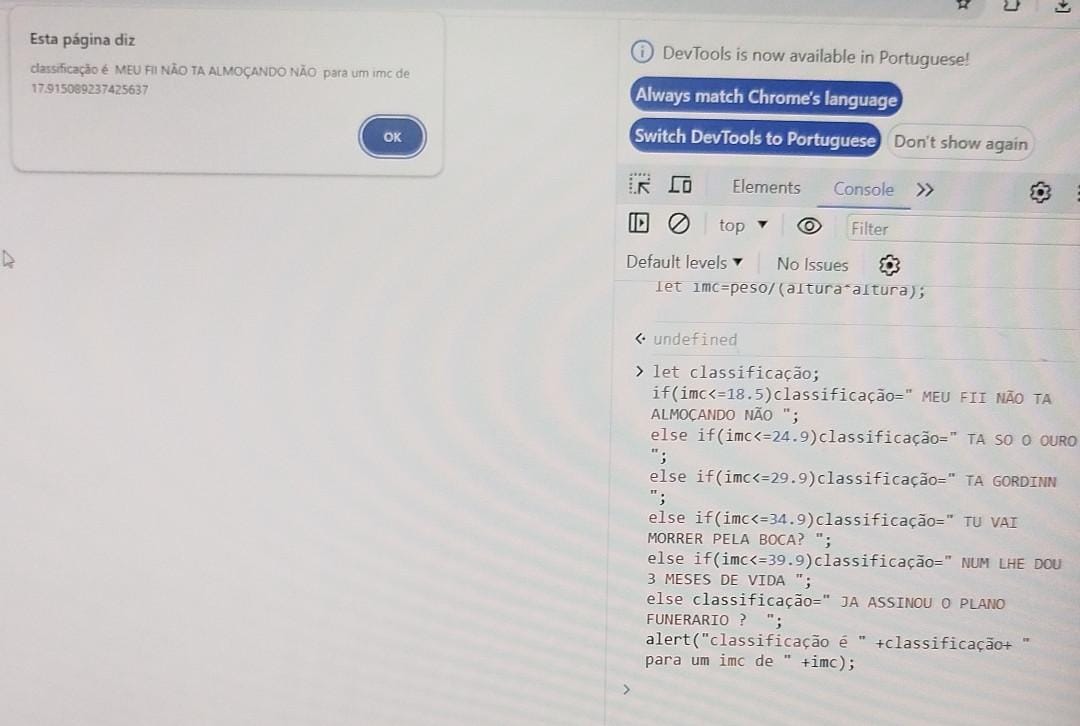 Esta página diz
classificação é  MEU FII NÃO TA ALMOÇANDO NÃO  para um imc de
17.915089237425637
OK
DevTools is now available in Portuguese!
Always match Chrome's language
Switch DevTools to Portuguese
Don't show again
Elements
Console
top
Filter
Default levels
No Issues
let imc=peso/(altura*altura);
undefined
let classificação;
if(imc<=18.5)classificação=" MEU FII NÃO TA
ALMOÇANDO NÃO ";
else if(imc<=24.9)classificação=" TA SO O OURO
";
else if(imc<=29.9)classificação=" TA GORDINN
";
else if(imc<=34.9)classificação=" TU VAI
MORRER PELA BOCA? ";
else if(imc<=39.9)classificação=" NUM LHE DOU
3 MESES DE VIDA ";
else classificação=" JA ASSINOU O PLANO
FUNERARIO ?  ";
alert("classificação é " +classificação+ "
para um imc de " +imc);